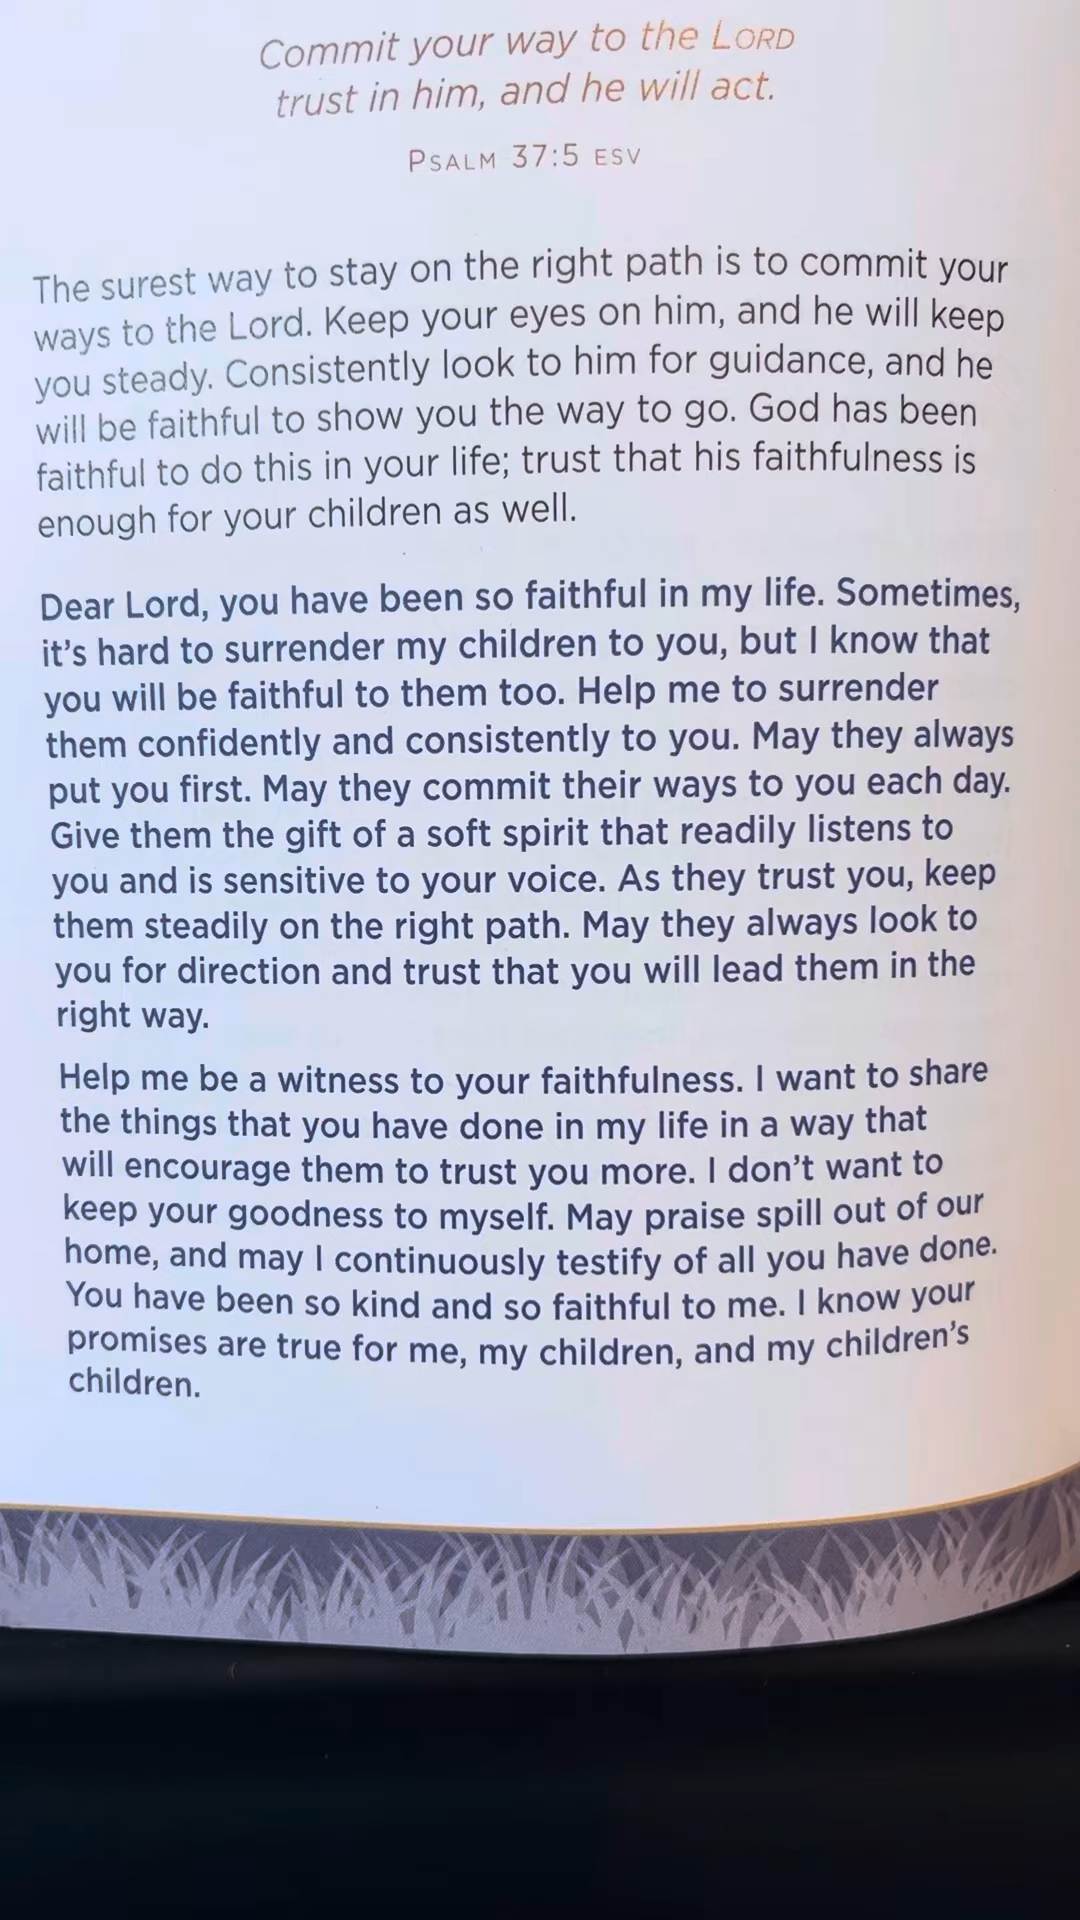 Commit your way to the LORD
trust in him, and he will act.
PSALM 37:5 ESV
The surest way to stay on the right path is to commit your
ways to the Lord. Keep your eyes on him, and he will keep
you steady. Consistently look to him for guidance, and he
will be faithful to show you the way to go. God has been
faithful to do this in your life; trust that his faithfulness is
enough for your children as well.
Dear Lord, you have been so faithful in my life. Sometimes,
it's hard to surrender my children to you, but I know that
you will be faithful to them too. Help me to surrender
them confidently and consistently to you. May they always
put you first. May they commit their ways to you each day.
Give them the gift of a soft spirit that readily listens to
you and is sensitive to your voice. As they trust you, keep
them steadily on the right path. May they always look to
you for direction and trust that you will lead them in the
right way.
Help me be a witness to your faithfulness. I want to share
the things that you have done in my life in a way that
will encourage them to trust you more. I don't want to
keep your goodness to myself. May praise spill out of our
home, and may I continuously testify of all you have done.
You have been so kind and so faithful to me. I know your
promises are true for me, my children, and my children's
children.